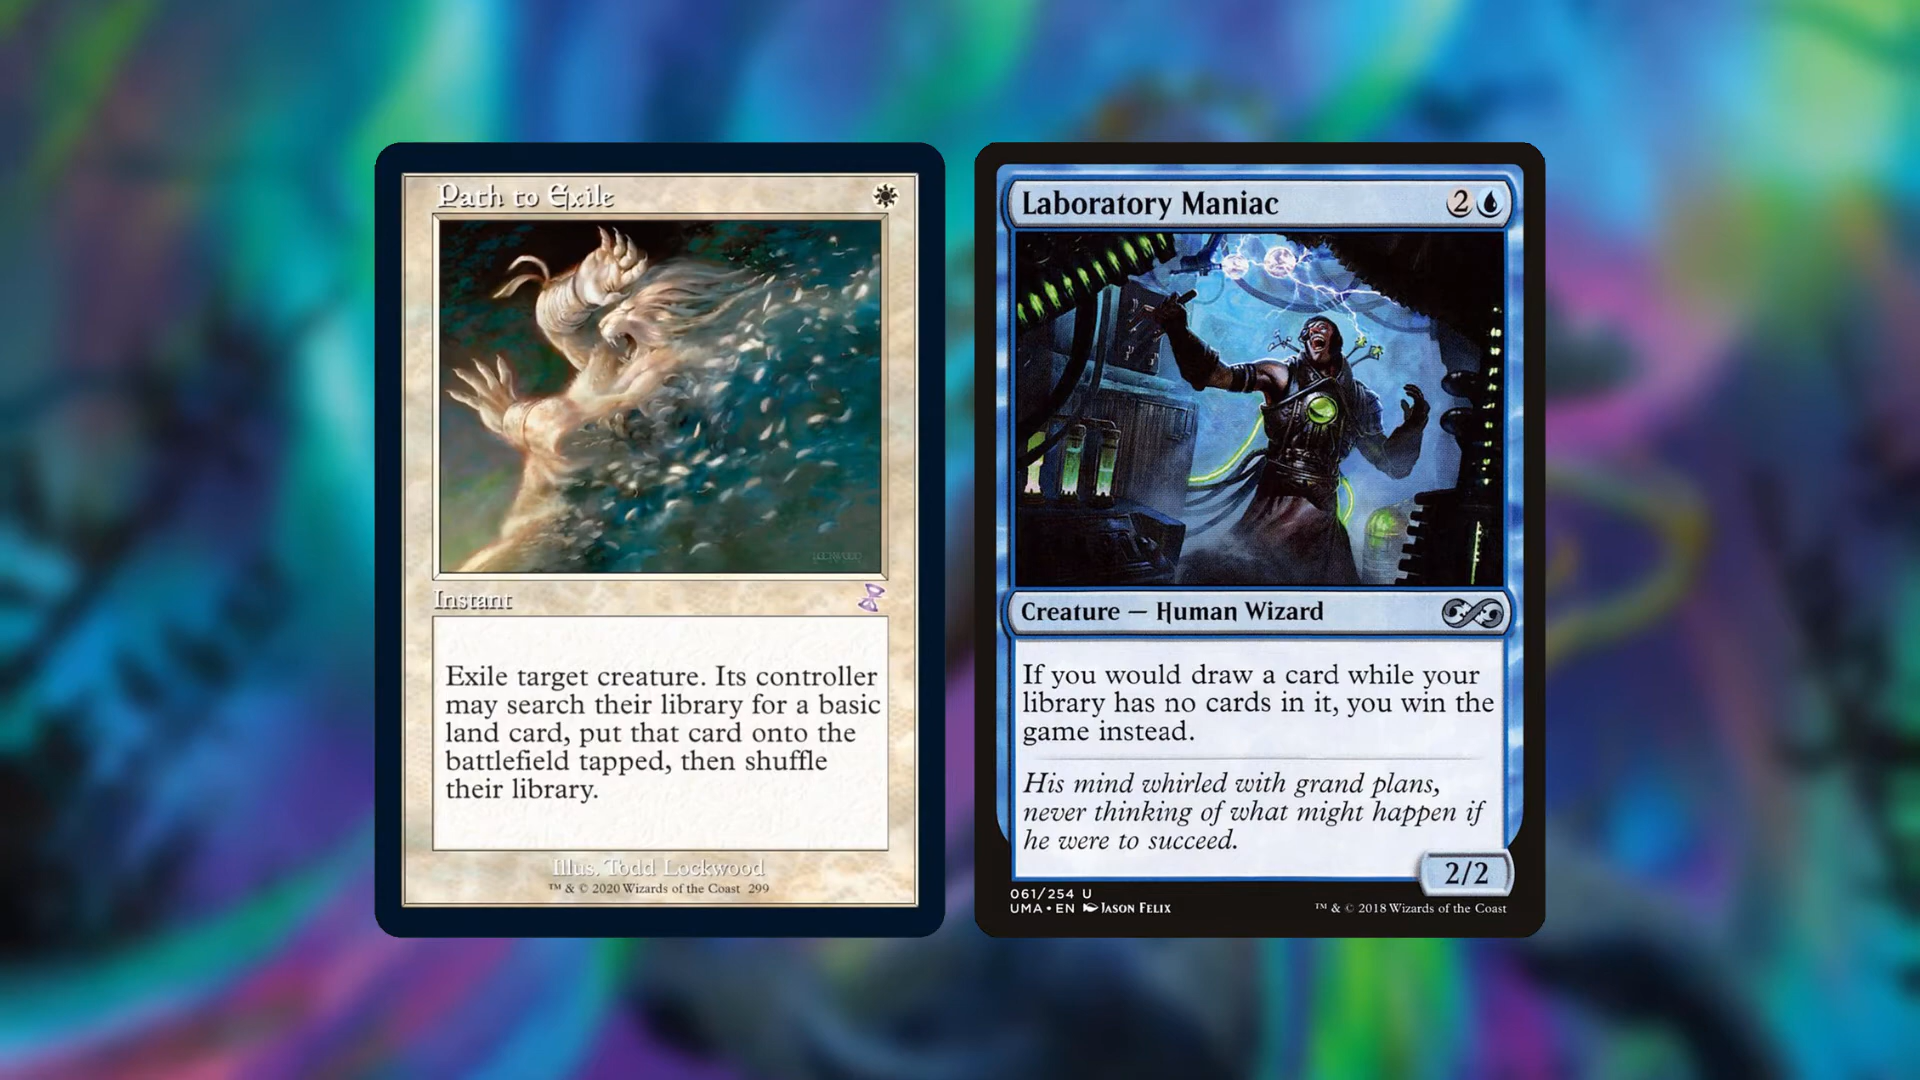 Path to Exile
Instant
Exile target creature. Its controller
may search their library for a basic
land card, put that card onto the
battlefield tapped, then shuffle
their library.
Illus. Todd Lockwood
™ & © 2020 Wizards of the Coast 299
Laboratory Maniac
2
Creature — Human Wizard
If you would draw a card while your
library has no cards in it, you win the
game instead.
His mind whirled with grand plans,
never thinking of what might happen if
he were to succeed.
2/2
061/254 U
UMA • EN Jason Felix
™ & © 2018 Wizards of the Coast